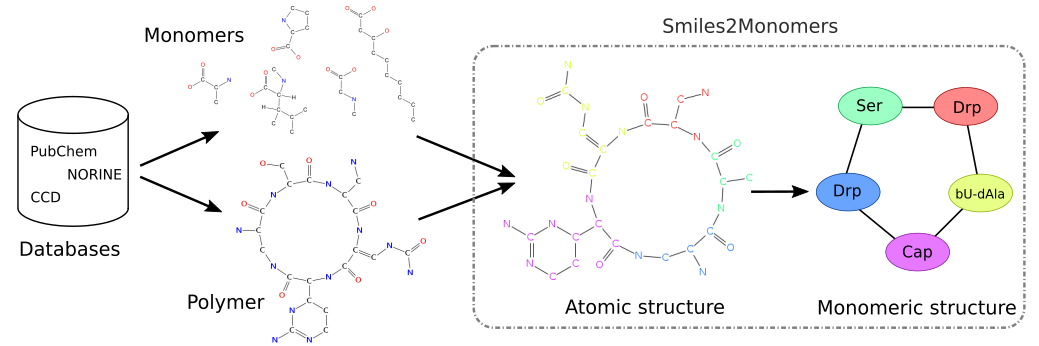 Smiles2Monomers
Monomers
PubChem
NORINE
CCD
Databases
Polymer
Ser
Drp
Drp
bU-dAla
Cap
Atomic structure
Monomeric structure